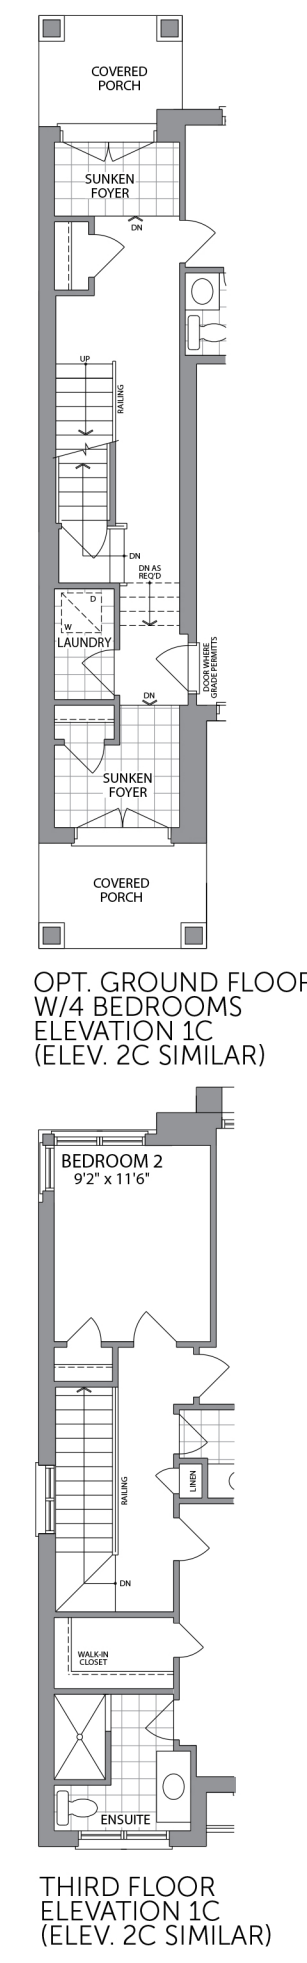 COVERED
PORCH
SUNKEN
FOYER
DN
UP
RAILING
DN
DN AS
REQ'D
D
W
LAUNDRY
DOOR WHERE
GRADE PERMITTS
DN
SUNKEN
FOYER
COVERED
PORCH
OPT. GROUND FLOOR
W/4 BEDROOMS
ELEVATION 1C
(ELEV. 2C SIMILAR)
BEDROOM 2
9'2" x 11'6"
LINEN
RAILING
DN
WALK-IN
CLOSET
ENSUITE
THIRD FLOOR
ELEVATION 1C
(ELEV. 2C SIMILAR)